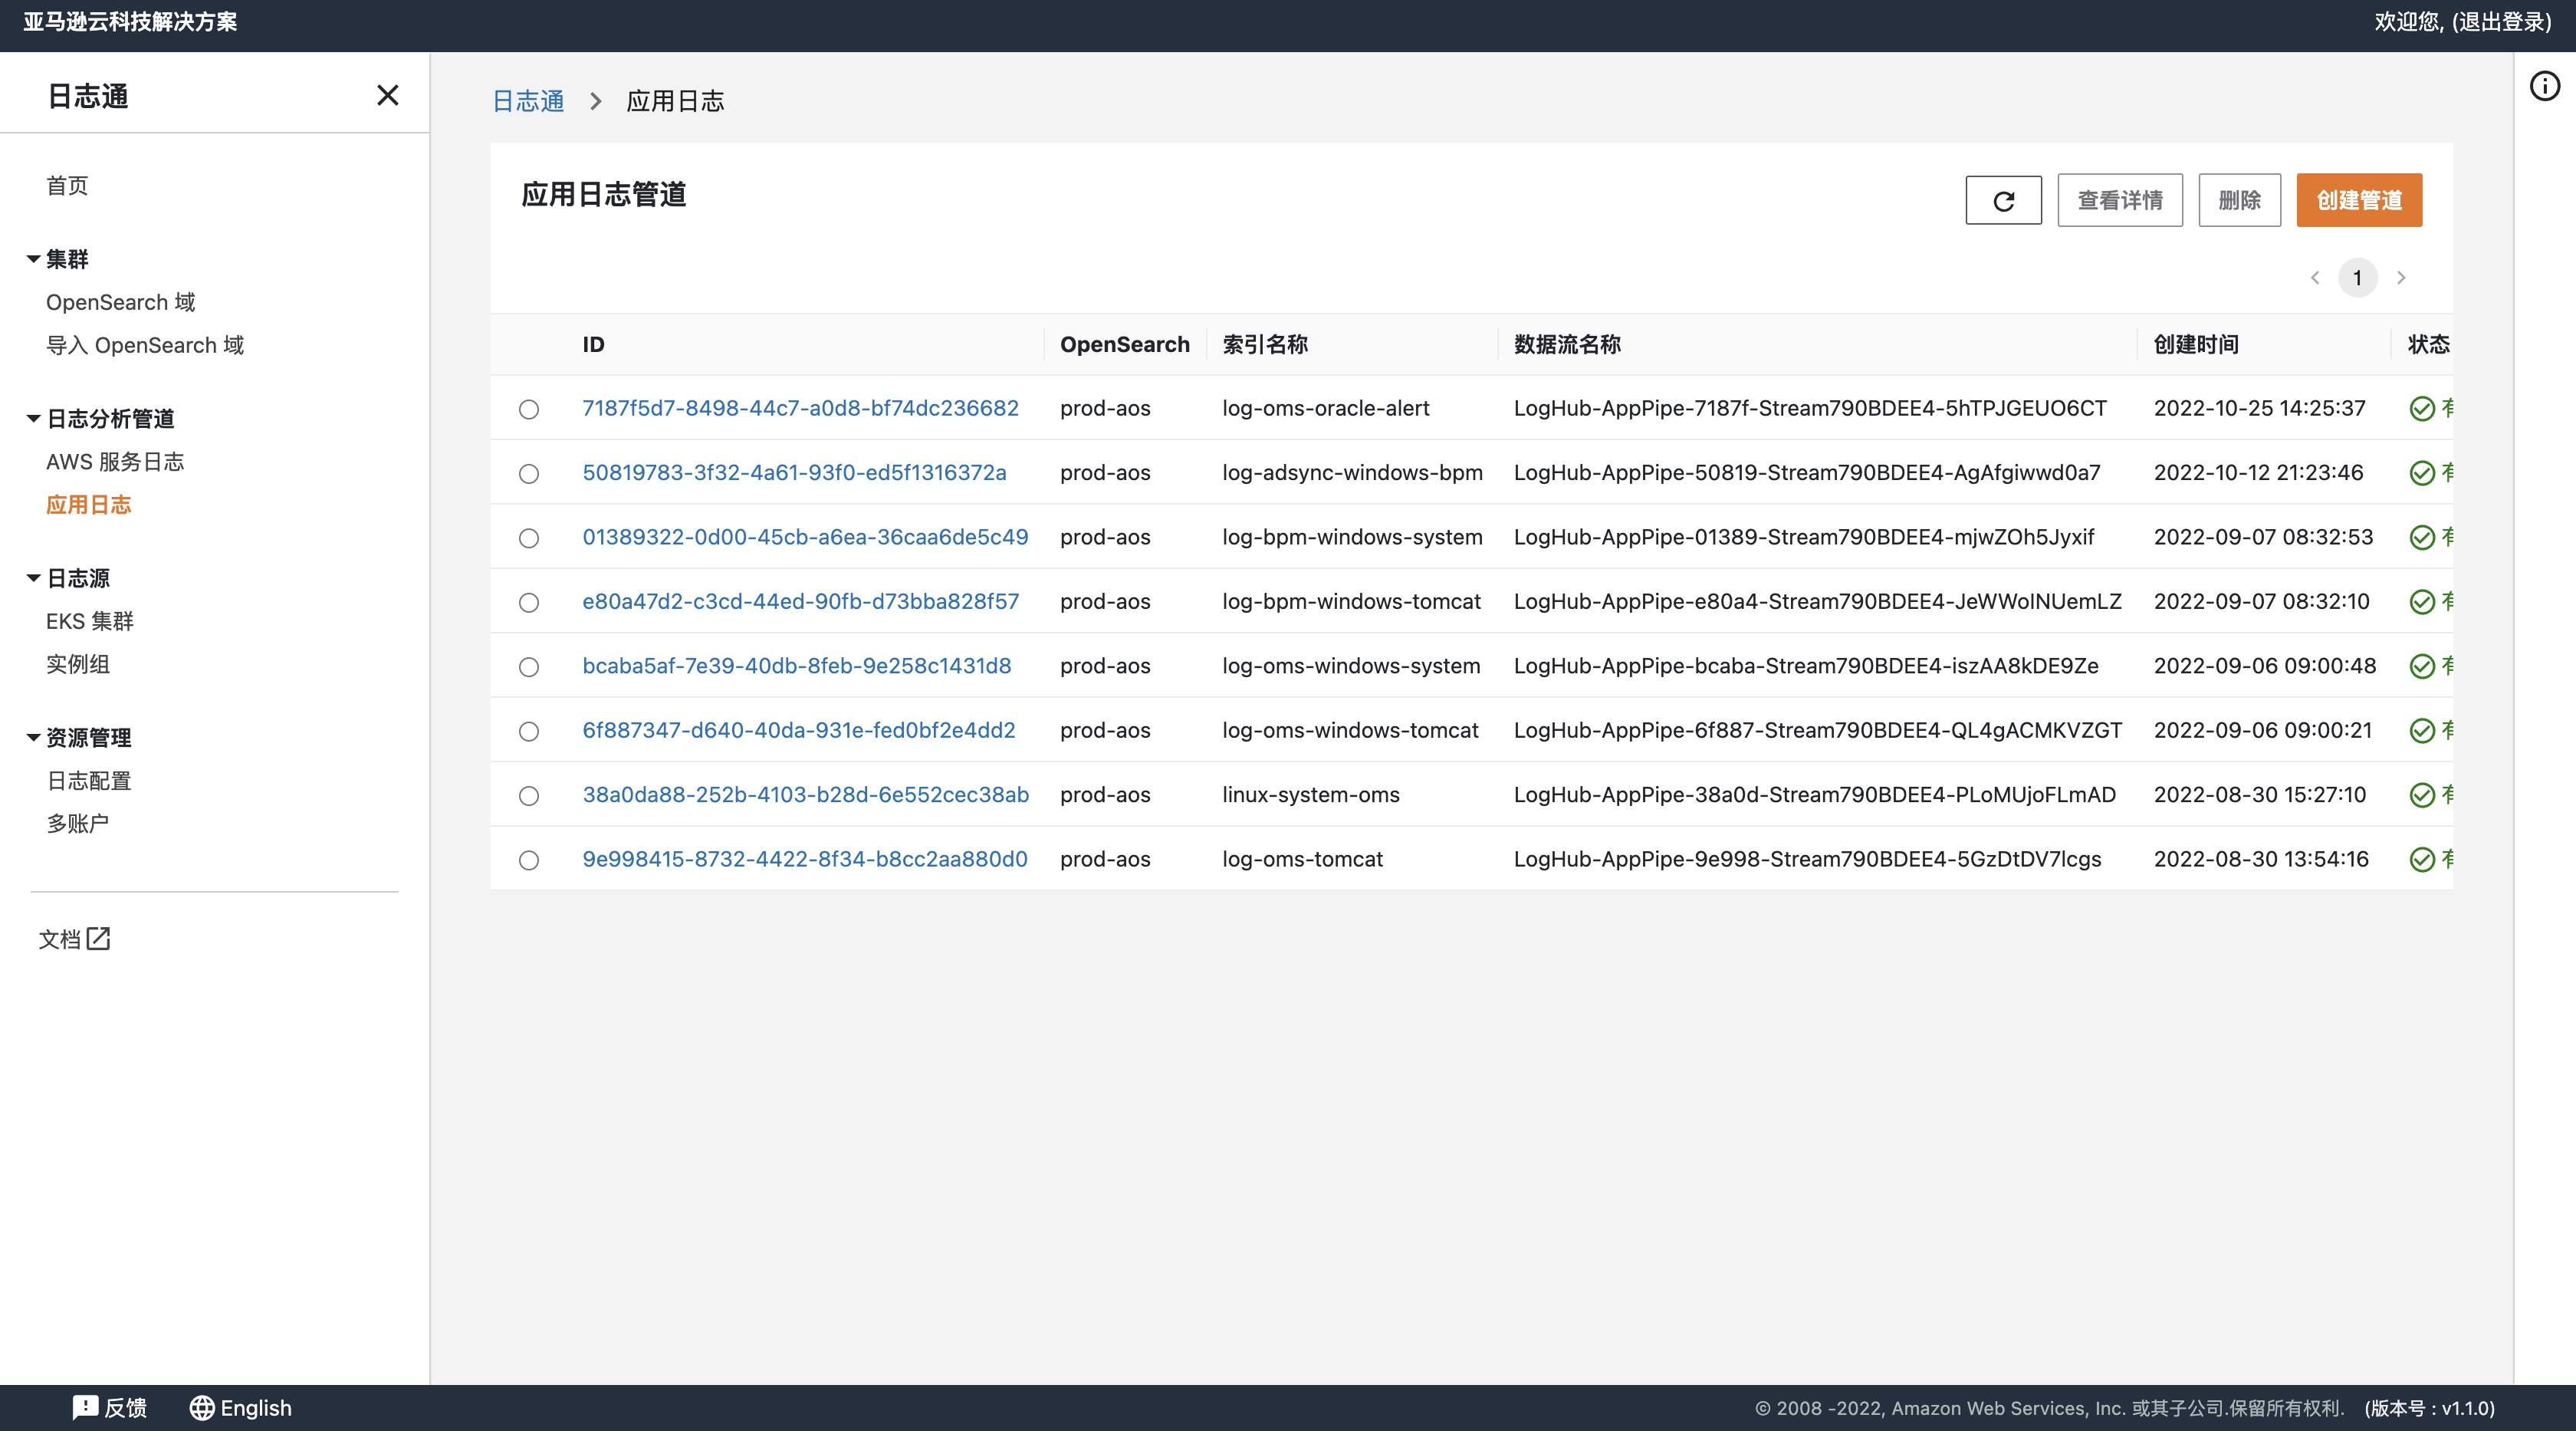 亚马逊云科技解决方案
欢迎您, (退出登录)
日志通
首页
集群
OpenSearch 域
导入 OpenSearch 域
日志分析管道
AWS 服务日志
应用日志
日志源
EKS 集群
实例组
资源管理
日志配置
多账户
文档
日志通 > 应用日志
应用日志管道
查看详情 删除 创建管道
1
ID OpenSearch 索引名称 数据流名称 创建时间 状态
7187f5d7-8498-44c7-a0d8-bf74dc236682 prod-aos log-oms-oracle-alert LogHub-AppPipe-7187f-Stream790BDEE4-5hTPJGEUO6CT 2022-10-25 14:25:37
50819783-3f32-4a61-93f0-ed5f1316372a prod-aos log-adsync-windows-bpm LogHub-AppPipe-50819-Stream790BDEE4-AgAfgiwwd0a7 2022-10-12 21:23:46
01389322-0d00-45cb-a6ea-36caa6de5c49 prod-aos log-bpm-windows-system LogHub-AppPipe-01389-Stream790BDEE4-mjwZOh5Jyxif 2022-09-07 08:32:53
e80a47d2-c3cd-44ed-90fb-d73bba828f57 prod-aos log-bpm-windows-tomcat LogHub-AppPipe-e80a4-Stream790BDEE4-JeWWoINUemLZ 2022-09-07 08:32:10
bcaba5af-7e39-40db-8feb-9e258c1431d8 prod-aos log-oms-windows-system LogHub-AppPipe-bcaba-Stream790BDEE4-iszAA8kDE9Ze 2022-09-06 09:00:48
6f887347-d640-40da-931e-fed0bf2e4dd2 prod-aos log-oms-windows-tomcat LogHub-AppPipe-6f887-Stream790BDEE4-QL4gACMKVZGT 2022-09-06 09:00:21
38a0da88-252b-4103-b28d-6e552cec38ab prod-aos linux-system-oms LogHub-AppPipe-38a0d-Stream790BDEE4-PLoMUjoFLmAD 2022-08-30 15:27:10
9e998415-8732-4422-8f34-b8cc2aa880d0 prod-aos log-oms-tomcat LogHub-AppPipe-9e998-Stream790BDEE4-5GzDtDV7lcgs 2022-08-30 13:54:16
反馈 English
© 2008 -2022, Amazon Web Services, Inc. 或其子公司.保留所有权利. (版本号 : v1.1.0)